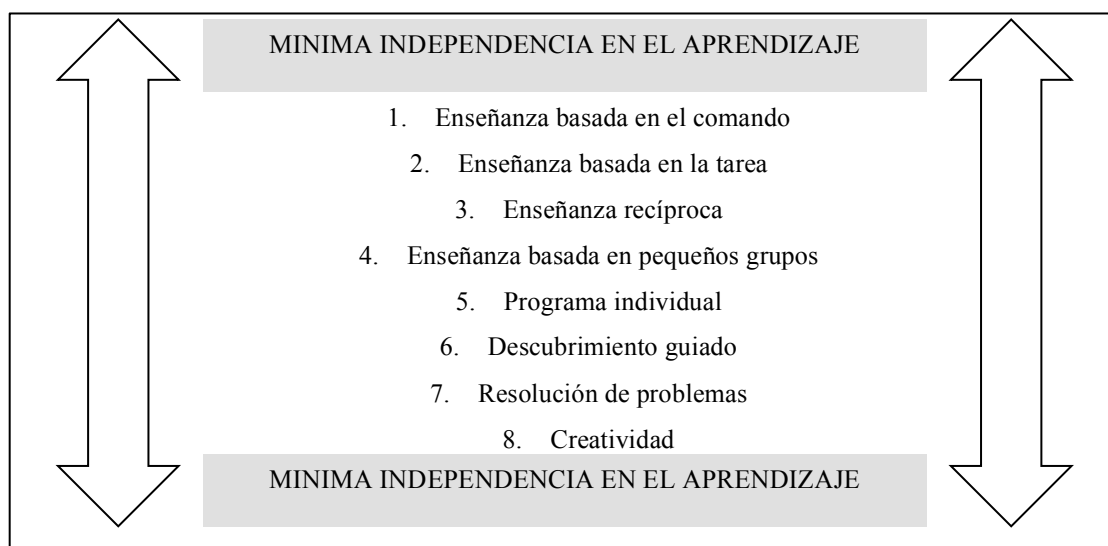 MINIMA INDEPENDENCIA EN EL APRENDIZAJE
1. Enseñanza basada en el comando
2. Enseñanza basada en la tarea
3. Enseñanza recíproca
4. Enseñanza basada en pequeños grupos
5. Programa individual
6. Descubrimiento guiado
7. Resolución de problemas
8. Creatividad
MINIMA INDEPENDENCIA EN EL APRENDIZAJE